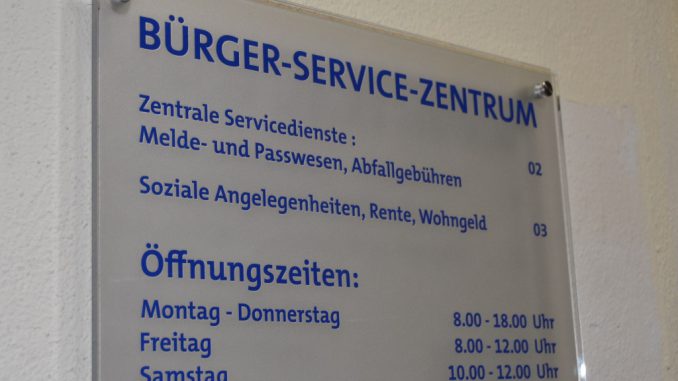 BÜRGER-SERVICE-ZENTRUM
Zentrale Servicedienste :
Melde- und Passwesen, Abfallgebühren 02
Soziale Angelegenheiten, Rente, Wohngeld 03
Öffnungszeiten:
Montag - Donnerstag 8.00 - 18.00 Uhr
Freitag 8.00 - 12.00 Uhr
Samstag 10.00 - 12.00 Uhr